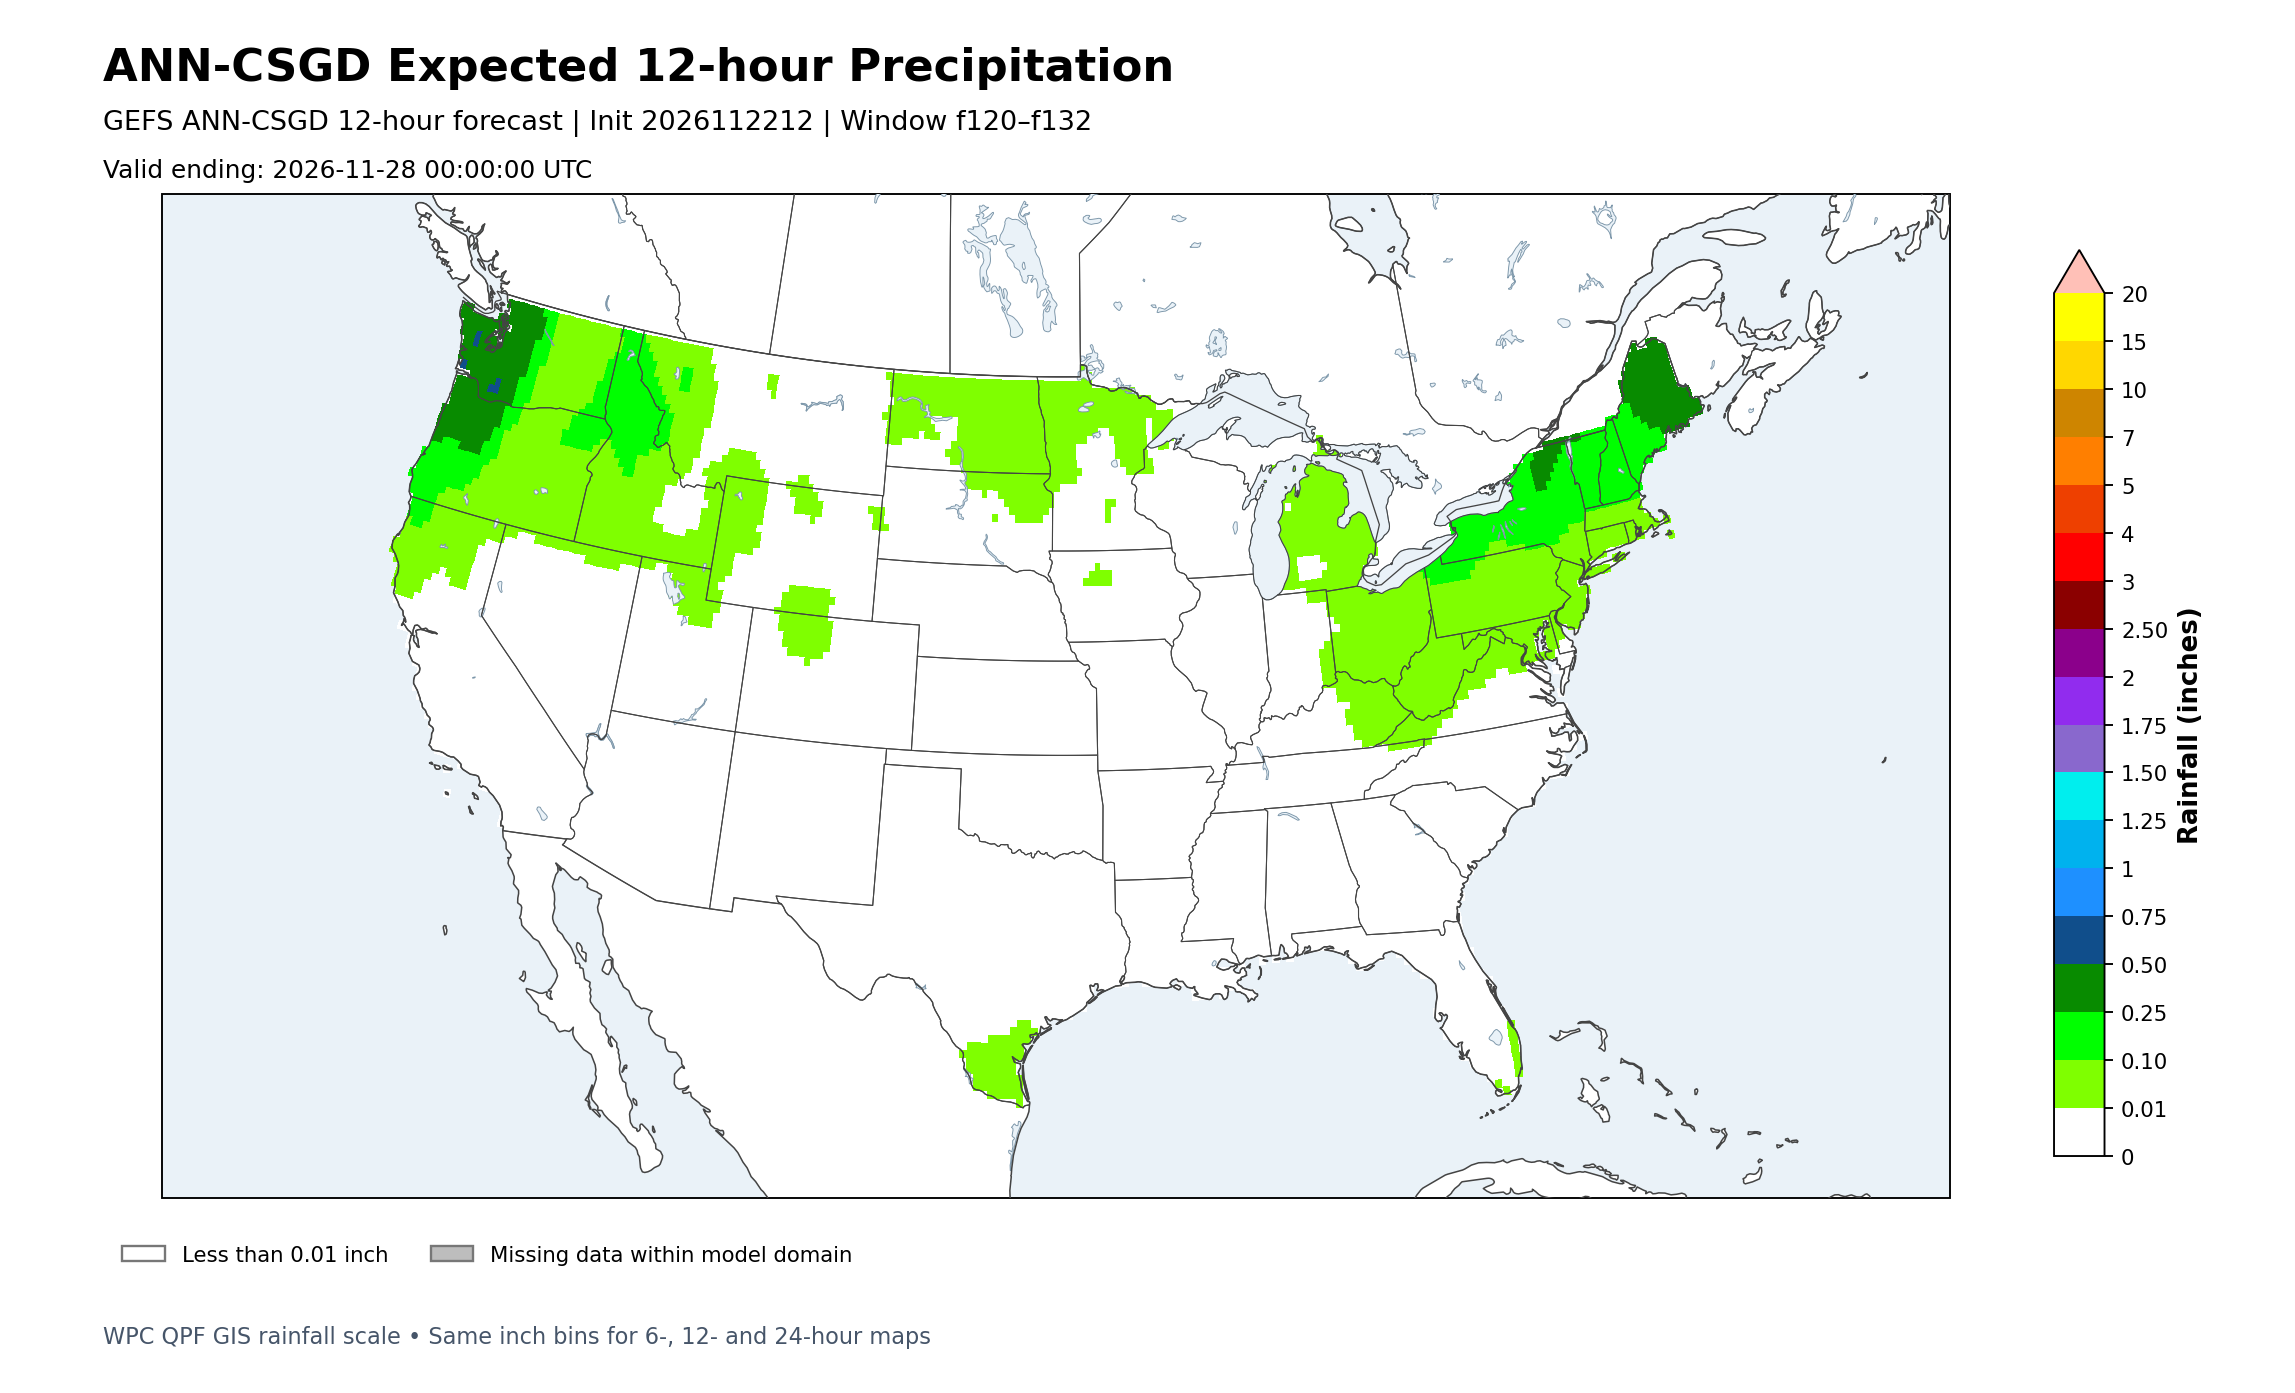 ANN-CSGD Expected 12-hour Precipitation
GEFS ANN-CSGD 12-hour forecast | Init 2026112212 | Window f120–f132
Valid ending: 2026-11-28 00:00:00 UTC
20
15
10
7
5
4
3
2.50
2
1.75
1.50
1.25
1
0.75
0.50
0.25
0.10
0.01
0
Rainfall (inches)
Less than 0.01 inch
Missing data within model domain
WPC QPF GIS rainfall scale • Same inch bins for 6-, 12- and 24-hour maps